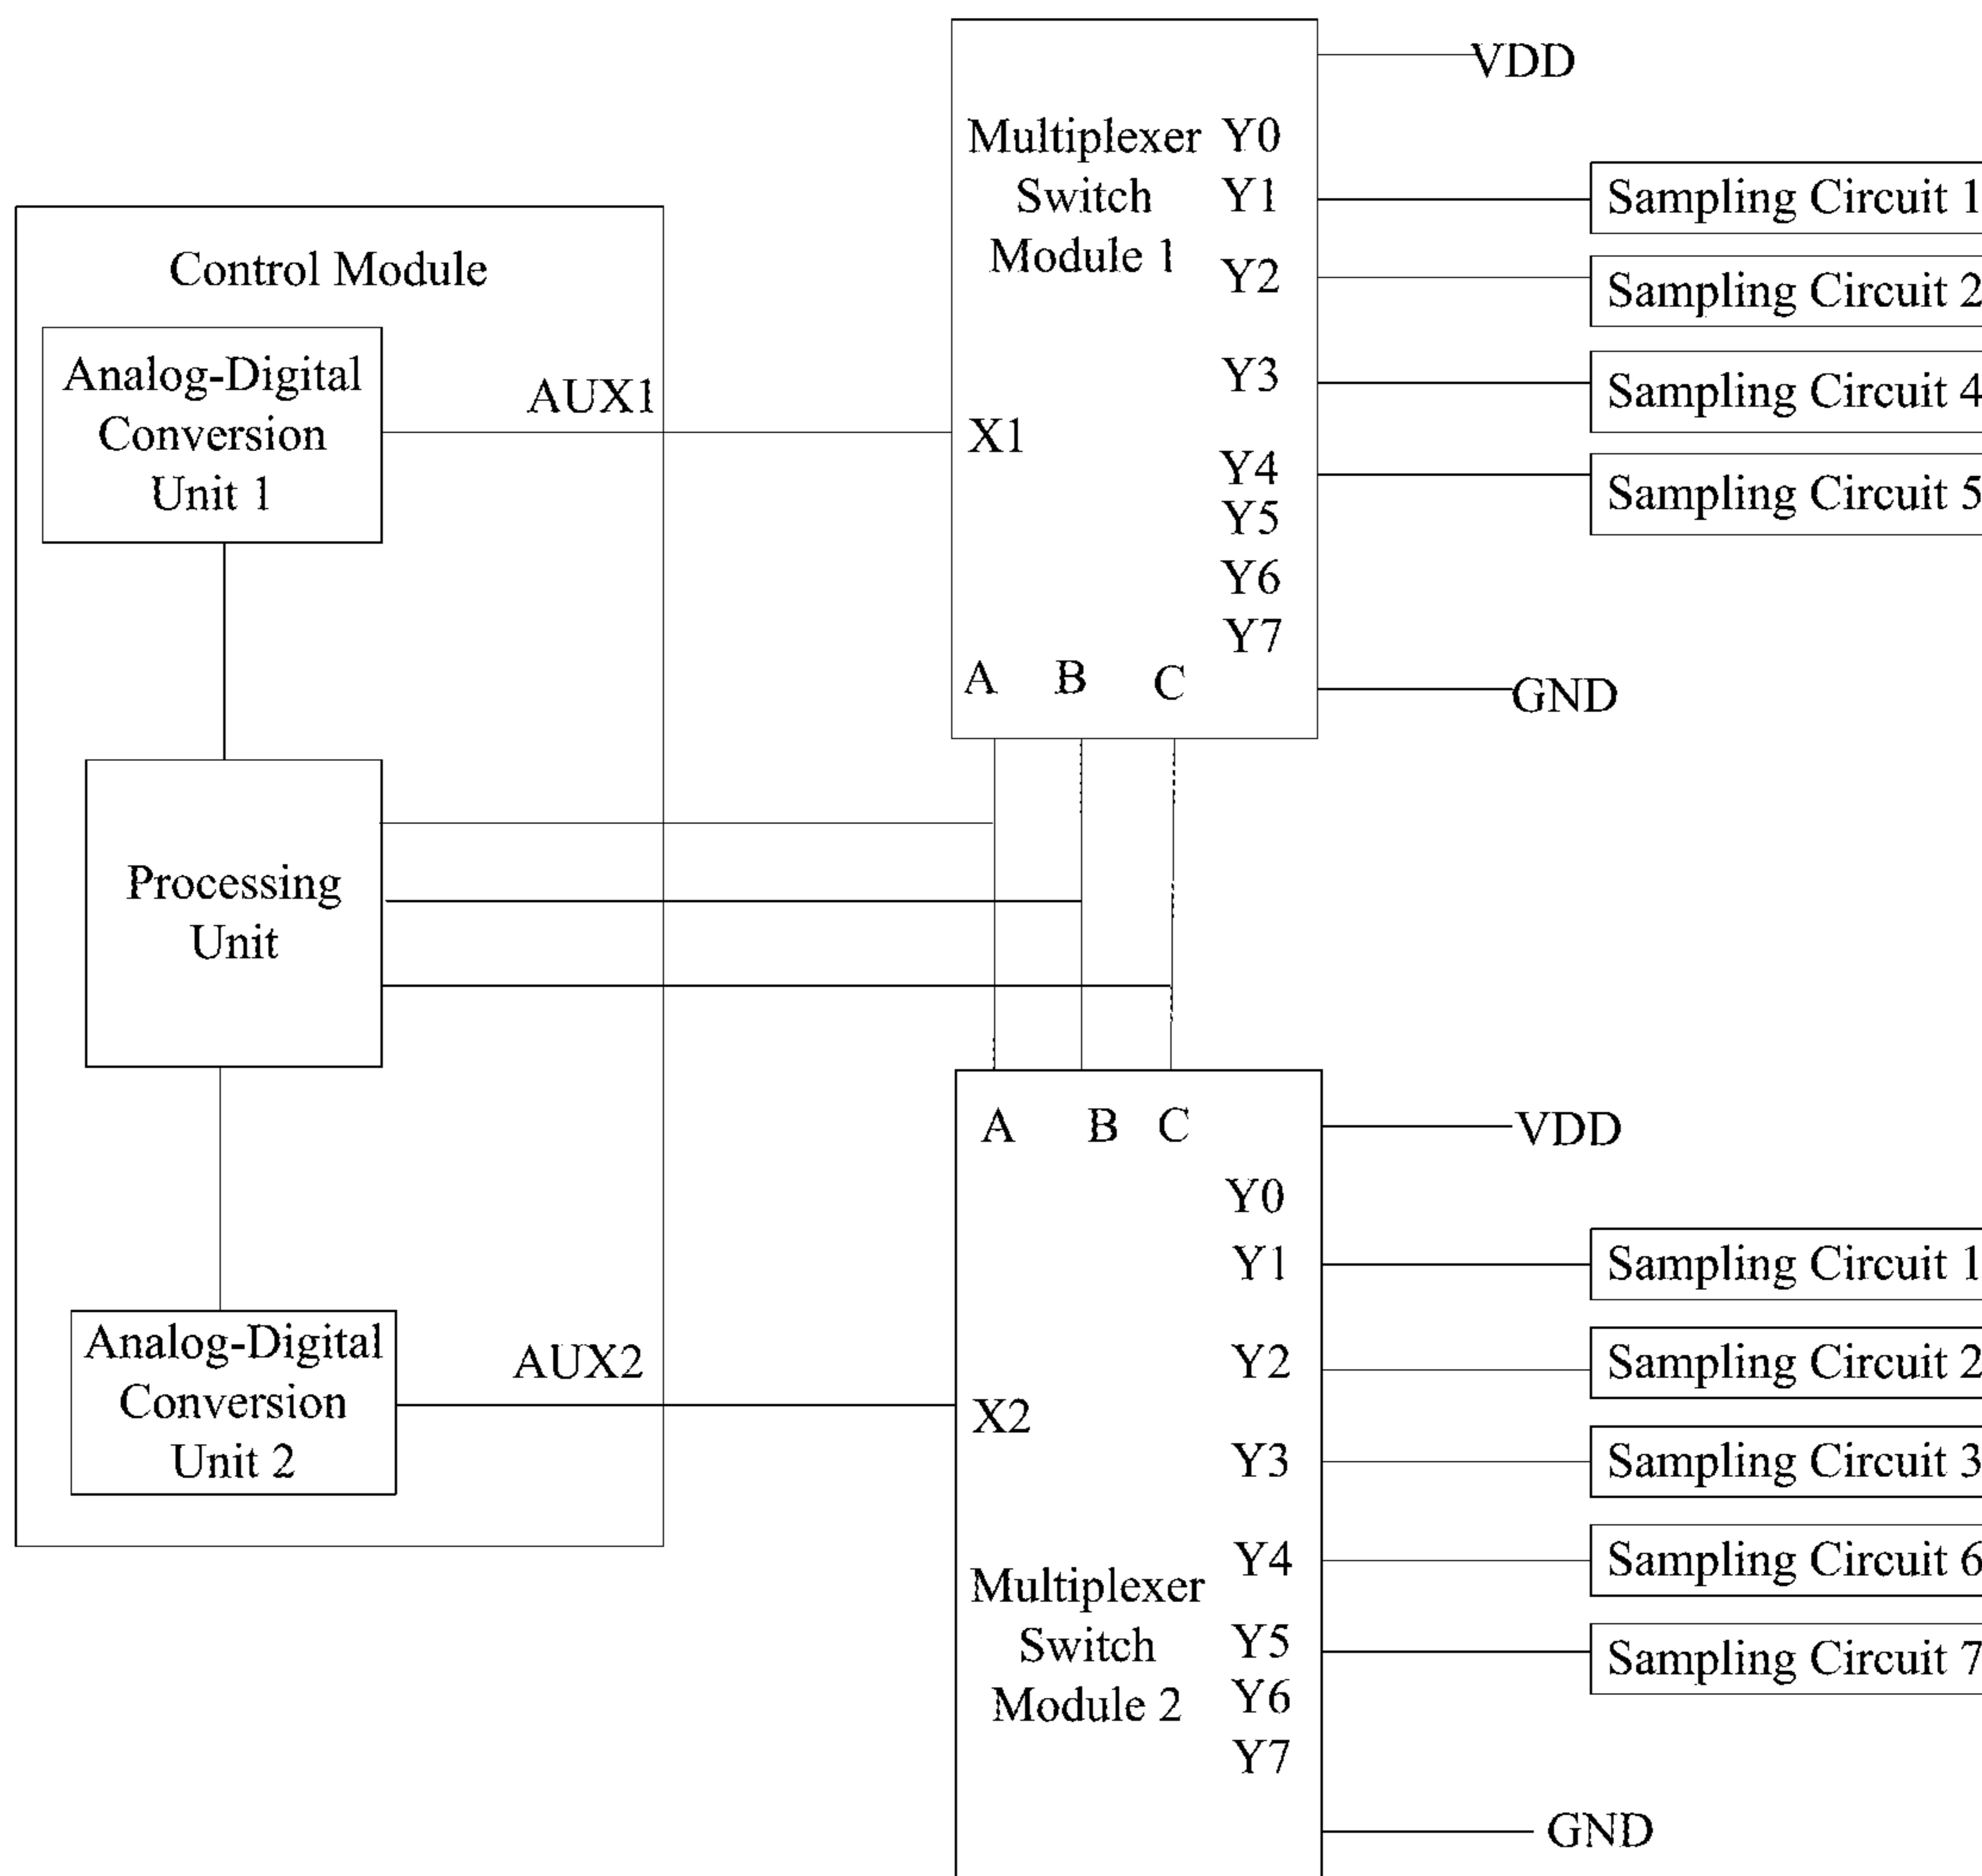 Control Module
Analog-Digital
Conversion
Unit 1
AUX1
Processing
Unit
Analog-Digital
Conversion
Unit 2
AUX2
Multiplexer
Switch
Module 1
X1
A B C
VDD
Y0
Y1
Y2
Y3
Y4
Y5
Y6
Y7
GND
Sampling Circuit 1
Sampling Circuit 2
Sampling Circuit 4
Sampling Circuit 5
A B C
VDD
X2
Multiplexer
Switch
Module 2
Y0
Y1
Y2
Y3
Y4
Y5
Y6
Y7
GND
Sampling Circuit 1
Sampling Circuit 2
Sampling Circuit 3
Sampling Circuit 6
Sampling Circuit 7